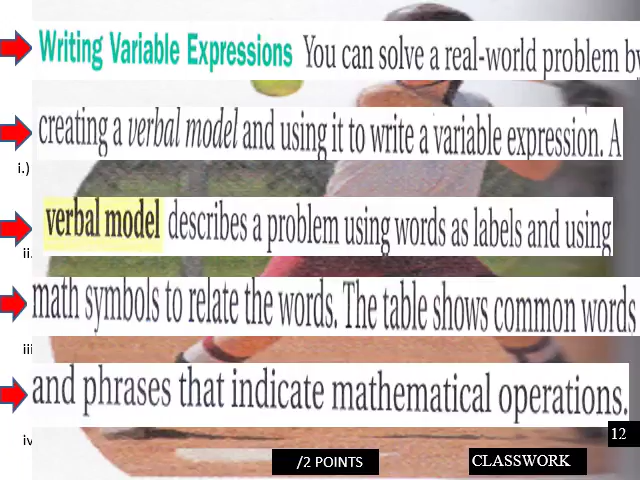 Writing Variable Expressions You can solve a real-world problem by
creating a verbal model and using it to write a variable expression. A
i.)
verbal model describes a problem using words as labels and using
ii.
math symbols to relate the words. The table shows common words
iii
and phrases that indicate mathematical operations.
iv
12
/2 POINTS
CLASSWORK